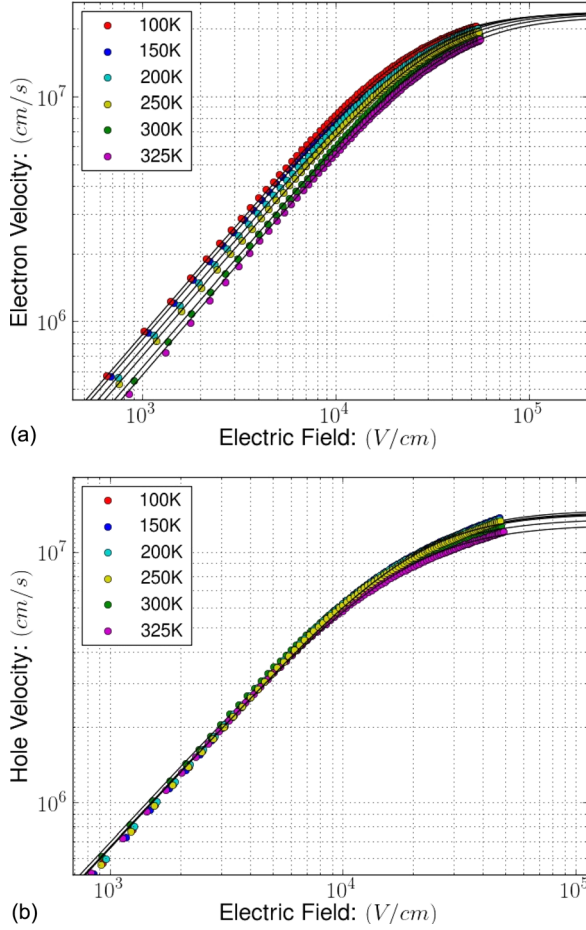 100K
150K
200K
250K
300K
325K
10^7
10^6
Electron Velocity: (cm/s)
10^3 10^4 10^5
(a) Electric Field: (V/cm)
100K
150K
200K
250K
300K
325K
10^7
10^6
Hole Velocity: (cm/s)
10^3 10^4 10^5
(b) Electric Field: (V/cm)